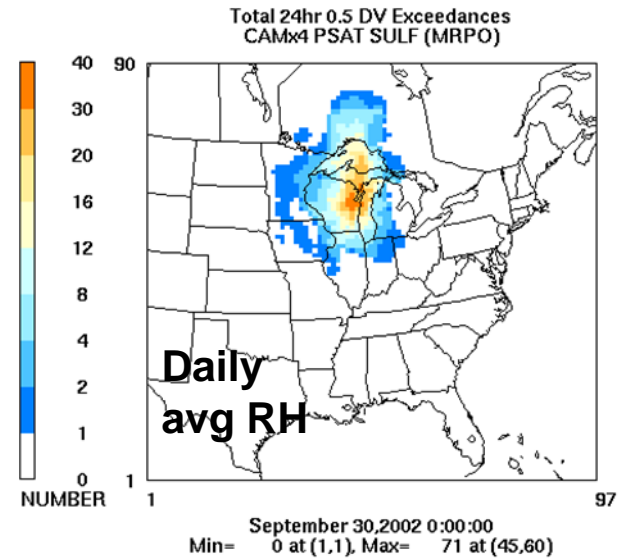 Total 24hr 0.5 DV Exceedances
CAMx4 PSAT SULF (MRPO)
40
30
20
16
12
8
4
2
1
0
NUMBER
90
1
1
97
Daily
avg RH
September 30,2002 0:00:00
Min= 0 at (1,1), Max= 71 at (45,60)